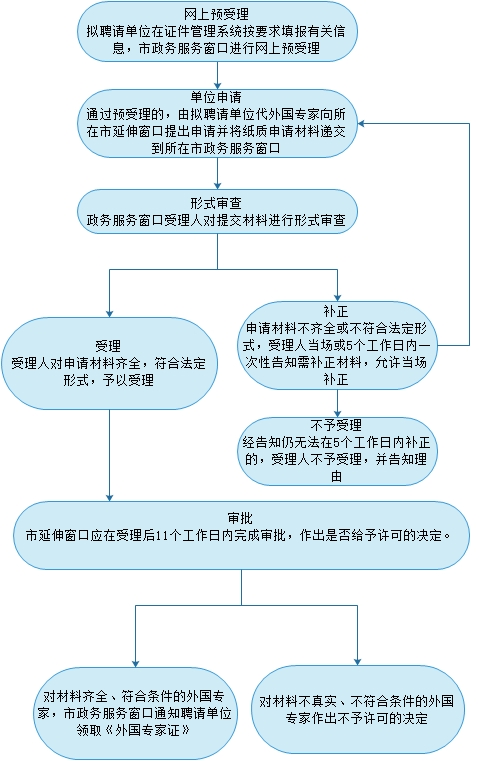 网上预受理
拟聘请单位在证件管理系统按要求填报有关信
息，市政务服务窗口进行网上预受理
单位申请
通过预受理的，由拟聘请单位代外国专家向所
在市延伸窗口提出申请并将纸质申请材料递交
到所在市政务服务窗口
形式审查
政务服务窗口受理人对提交材料进行形式审查
受理
受理人对申请材料齐全，符合法定
形式，予以受理
补正
申请材料不齐全或不符合法定形
式，受理人当场或5个工作日内一
次性告知需补正材料，允许当场
补正
不予受理
经告知仍无法在5个工作日内补正
的，受理人不予受理，并告知理
由
审批
市延伸窗口应在受理后11个工作日内完成审批，作出是否给予许可的决定。
对材料齐全、符合条件的外国专
家，市政务服务窗口通知聘请单位
领取《外国专家证》
对材料不真实、不符合条件的外国
专家作出不予许可的决定